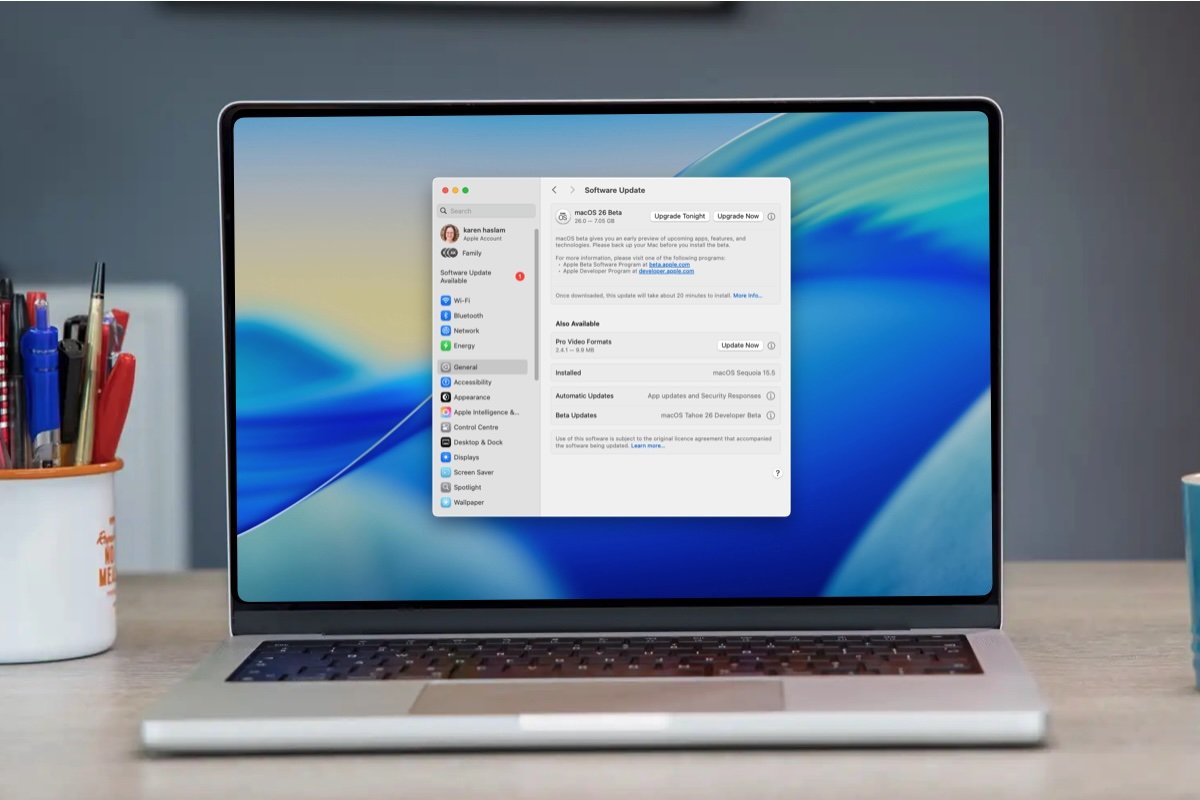 Software Update
Search
karen haslam
Apple Account
Family
Software Update
Available
Wi-Fi
Bluetooth
Network
Energy
General
Accessibility
Appearance
Apple Intelligence &...
Control Centre
Desktop & Dock
Displays
Screen Saver
Spotlight
Wallpaper
macOS 26 Beta
26.0 — 7.05 GB
Upgrade Tonight
Upgrade Now
macOS beta gives you an early preview of upcoming apps, features, and
technologies. Please back up your Mac before you install the beta.
For more information, please visit one of the following programs:
• Apple Beta Software Program at beta.apple.com
• Apple Developer Program at developer.apple.com
Once downloaded, this update will take about 20 minutes to install. More Info...
Also Available
Pro Video Formats
2.4.1 — 9.9 MB
Update Now
Installed macOS Sequoia 15.5
Automatic Updates App updates and Security Responses
Beta Updates macOS Tahoe 26 Developer Beta
Use of this software is subject to the original licence agreement that accompanied
the software being updated. Learn more...
?